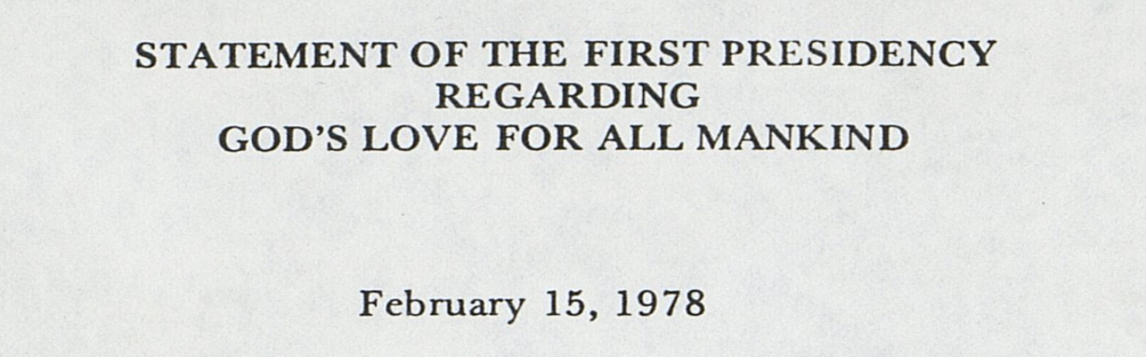 STATEMENT OF THE FIRST PRESIDENCY
REGARDING
GOD'S LOVE FOR ALL MANKIND
February 15, 1978